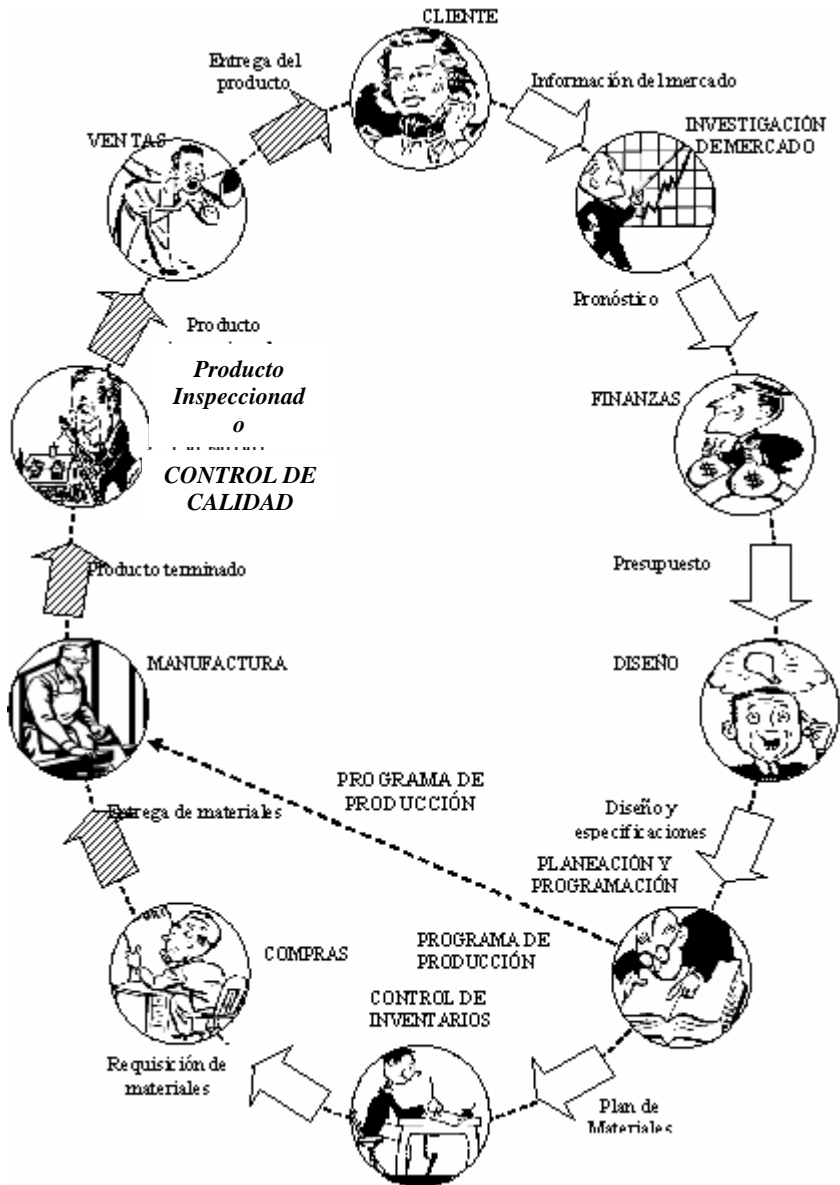 CLIENTE
Entrega del
producto
Información del mercado
VENTAS
INVESTIGACIÓN
DE MERCADO
Pronóstico
Producto
Producto
Inspeccionad
o
CONTROL DE
CALIDAD
FINANZAS
Presupuesto
Producto terminado
MANUFACTURA
DISEÑO
PROGRAMA DE
PRODUCCIÓN
Entrega de materiales
Diseño y
especificaciones
PLANEACIÓN Y
PROGRAMACIÓN
COMPRAS
PROGRAMA DE
PRODUCCIÓN
CONTROL DE
INVENTARIOS
Requisición de
materiales
Plan de
Materiales
$
$